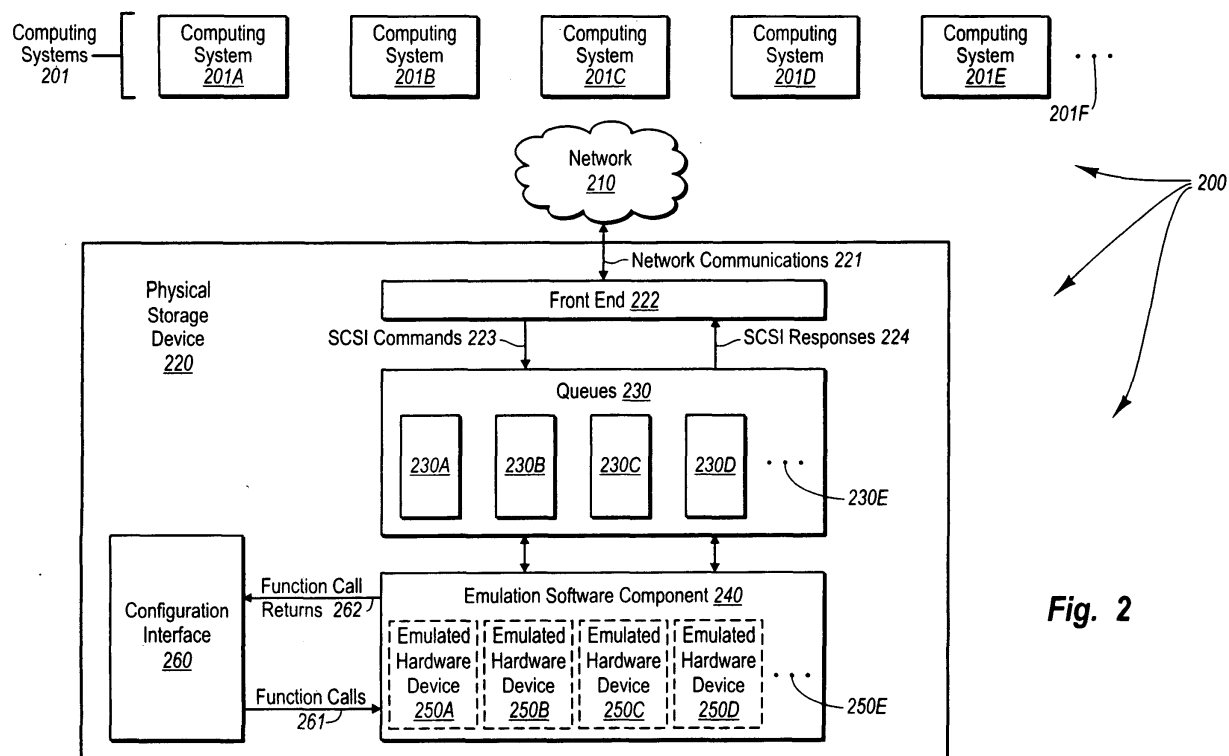 Computing
Systems
201
Computing
System
201A
Computing
System
201B
Computing
System
201C
Computing
System
201D
Computing
System
201E
201F
Network
210
200
Network Communications 221
Physical
Storage
Device
220
Front End 222
SCSI Commands 223
SCSI Responses 224
Queues 230
230A
230B
230C
230D
230E
Configuration
Interface
260
Function Call
Returns 262
Function Calls
261
Emulation Software Component 240
Emulated
Hardware
Device
250A
Emulated
Hardware
Device
250B
Emulated
Hardware
Device
250C
Emulated
Hardware
Device
250D
250E
Fig. 2